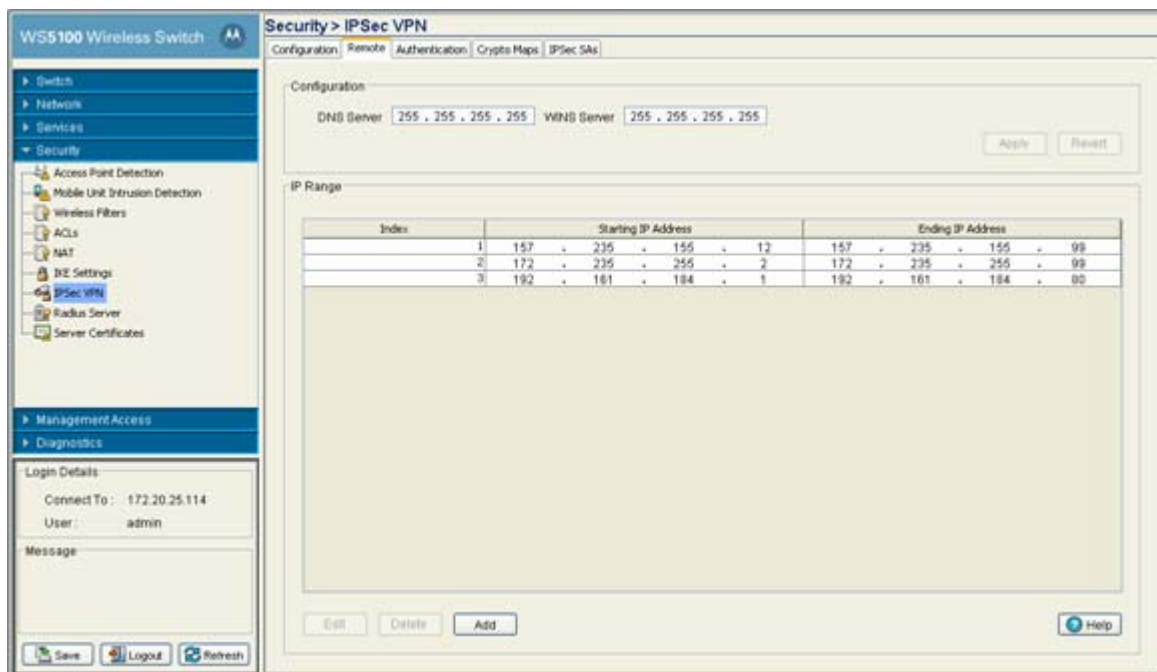 WS5100 Wireless Switch
Switch
Network
Services
Security
Access Point Detection
Mobile Unit Intrusion Detection
Wireless Filters
ACLs
NAT
IKE Settings
IPSec VPN
Radius Server
Server Certificates
Management Access
Diagnostics
Login Details
Connect To : 172.20.25.114
User : admin
Message
Save Logout Refresh
Security > IPSec VPN
Configuration Remote Authentication Crypto Maps IPSec SAs
Configuration
DNS Server 255 . 255 . 255 . 255 WINS Server 255 . 255 . 255 . 255
Apply Revert
IP Range
Index Starting IP Address Ending IP Address
1 157 . 235 . 155 . 12 157 . 235 . 155 . 99
2 172 . 235 . 255 . 2 172 . 235 . 255 . 99
3 192 . 161 . 184 . 1 192 . 161 . 184 . 80
Edit Delete Add Help